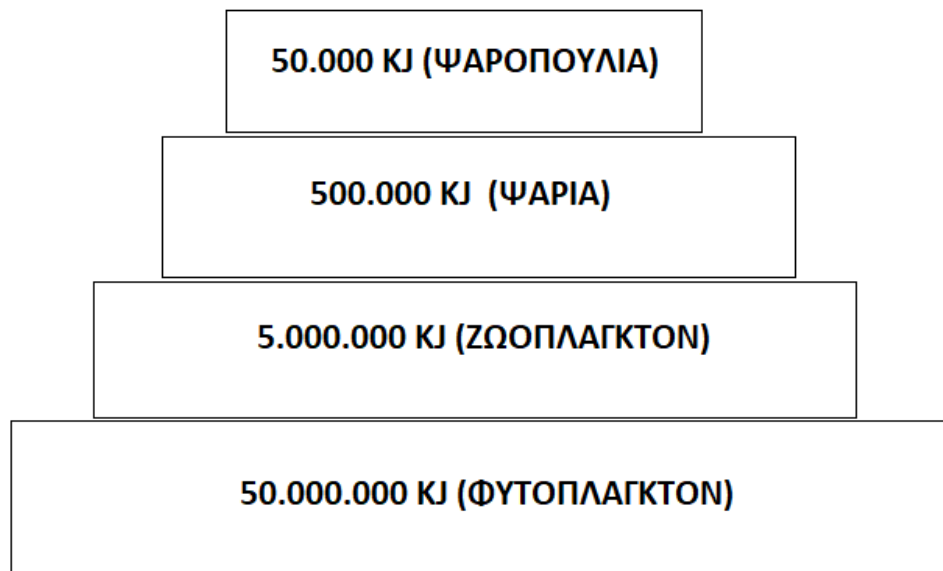 50.000 KJ (ΨΑΡΟΠΟΥΛΙΑ)
500.000 KJ (ΨΑΡΙΑ)
5.000.000 KJ (ΖΩΟΠΛΑΓΚΤΟΝ)
50.000.000 KJ (ΦΥΤΟΠΛΑΓΚΤΟΝ)